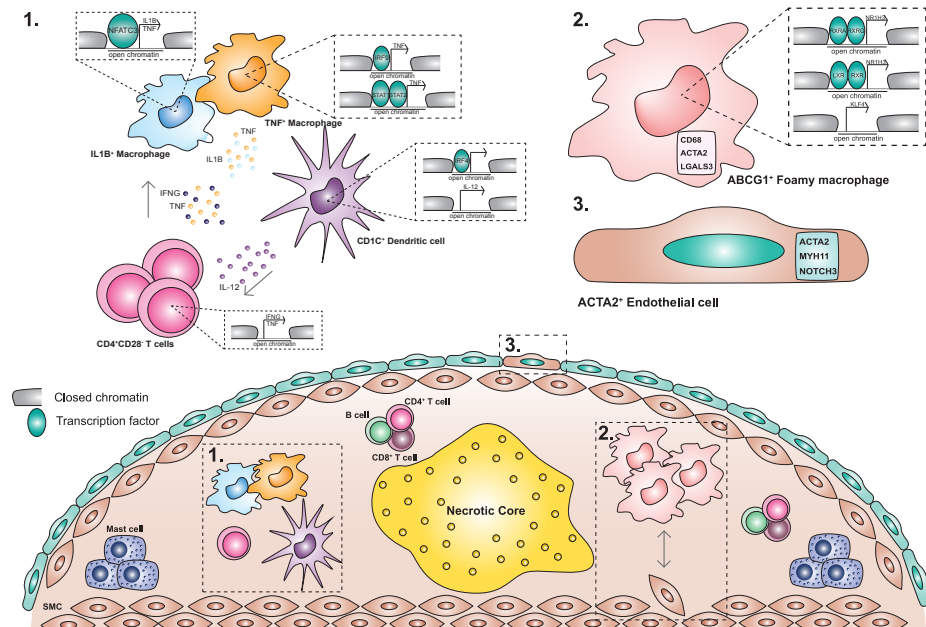 1.
NFATC3
IL1B
TNF
open chromatin
IRF8
TNF
open chromatin
STAT1
STAT2
TNF
open chromatin
TNF⁺ Macrophage
IL1B⁺ Macrophage
TNF
IL1B
IFNG
TNF
IRF4
open chromatin
IL-12
open chromatin
CD1C⁺ Dendritic cell
IL-12
IFNG
TNF
open chromatin
CD4⁺CD28⁻ T cells
2.
RXRA
RXRG
NR1H3
open chromatin
LXR
RXR
NR1H3
open chromatin
KLF4
open chromatin
CD68
ACTA2
LGALS3
ABCG1⁺ Foamy macrophage
3.
ACTA2
MYH11
NOTCH3
ACTA2⁺ Endothelial cell
3.
Closed chromatin
Transcription factor
CD4⁺ T cell
B cell
CD8⁺ T cell
1.
2.
Necrotic Core
Mast cell
SMC